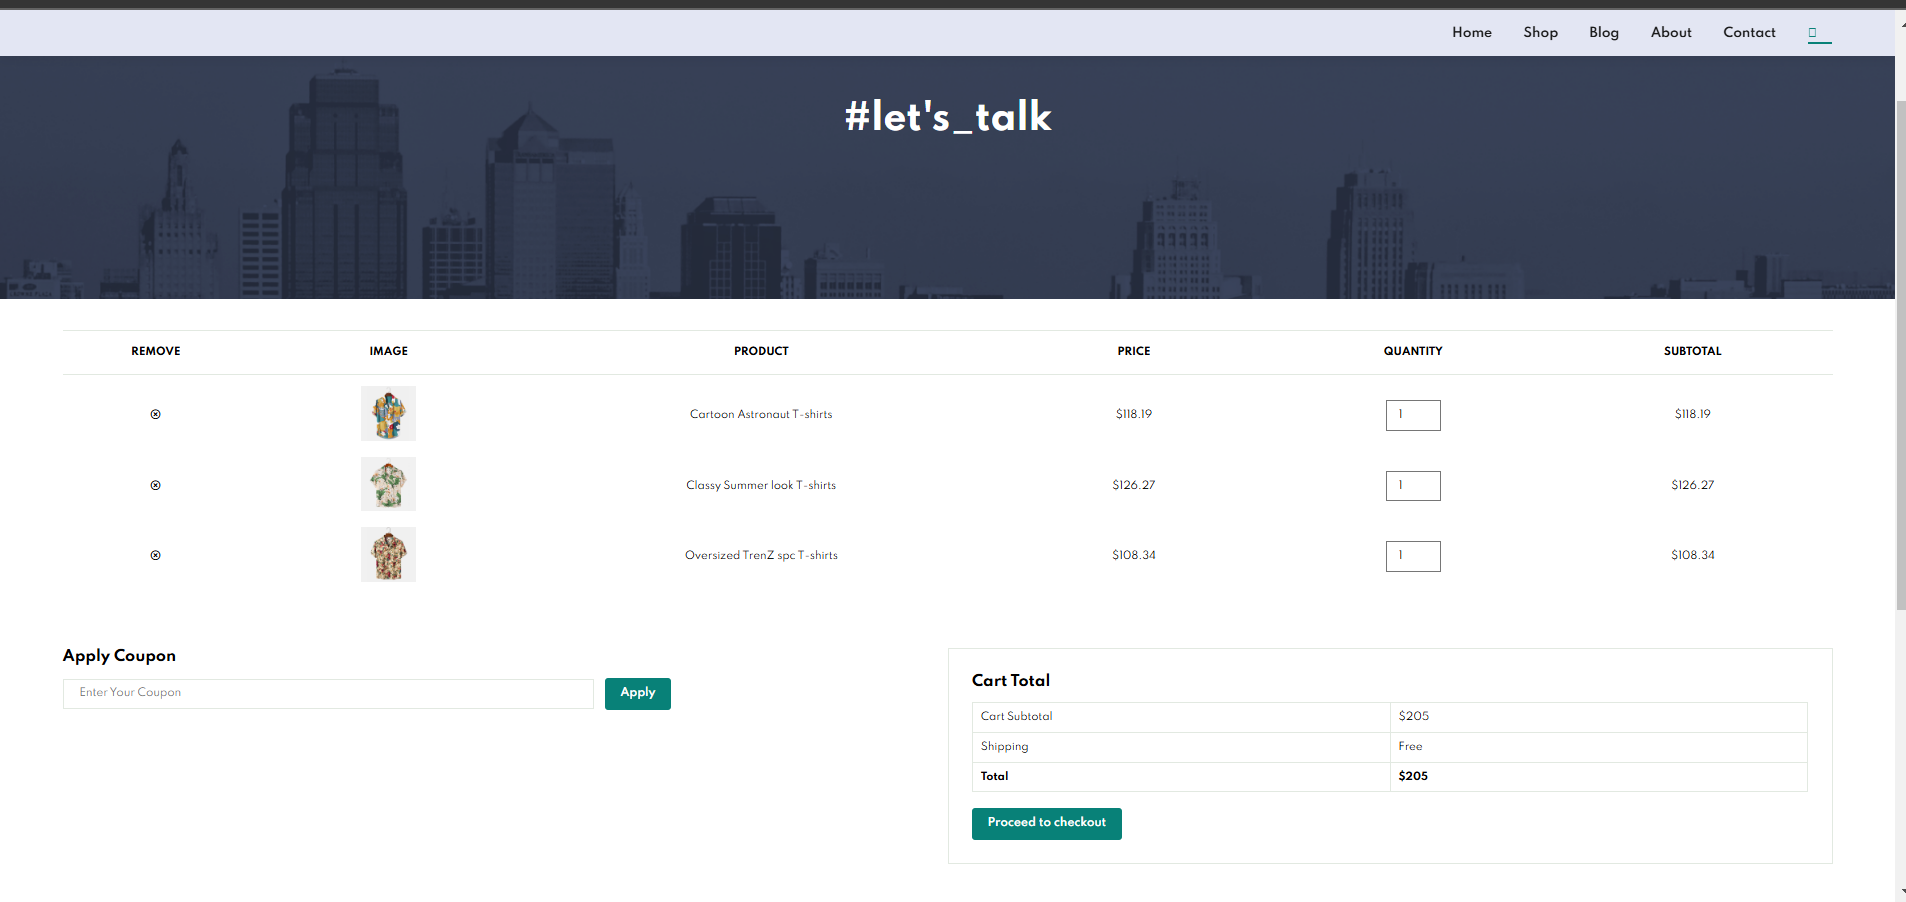 Home Shop Blog About Contact
#let's_talk
REMOVE IMAGE PRODUCT PRICE QUANTITY SUBTOTAL
Cartoon Astronaut T-shirts $118.19 1 $118.19
Classy Summer look T-shirts $126.27 1 $126.27
Oversized TrenZ spc T-shirts $108.34 1 $108.34
Apply Coupon
Enter Your Coupon Apply
Cart Total
Cart Subtotal $205
Shipping Free
Total $205
Proceed to checkout